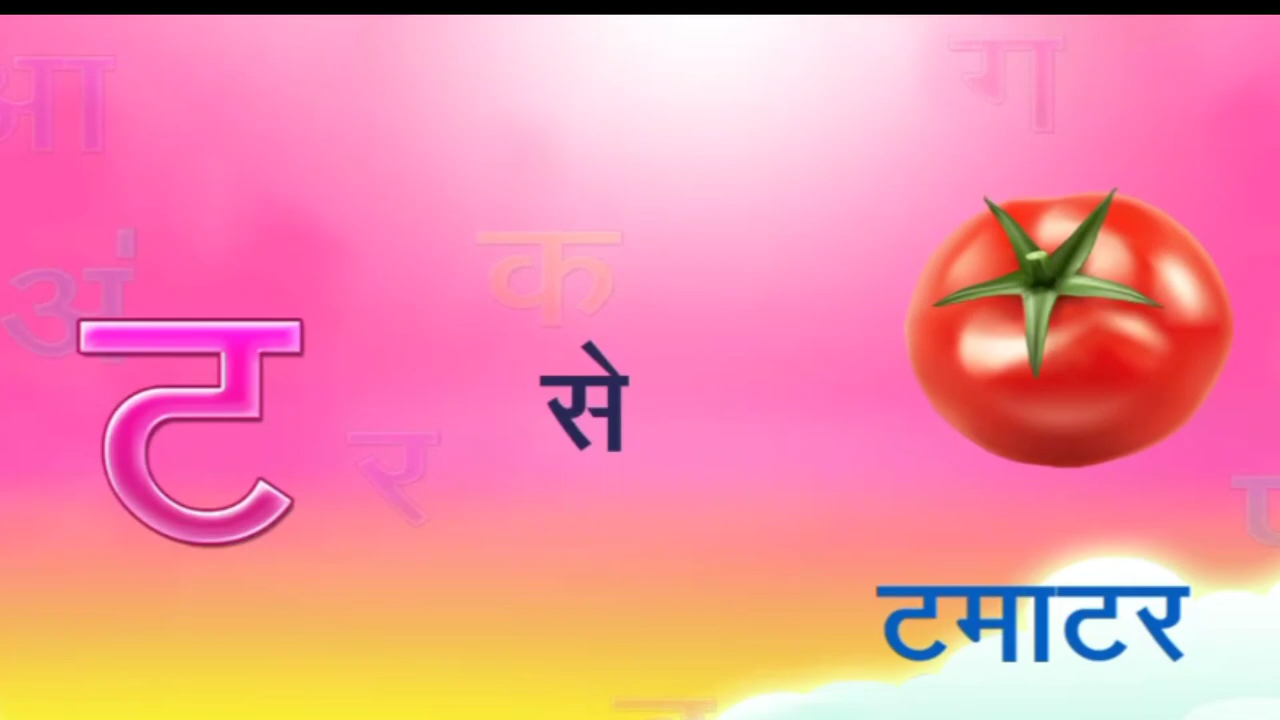 आ
ग
अं
क
ट से
र
टमाटर